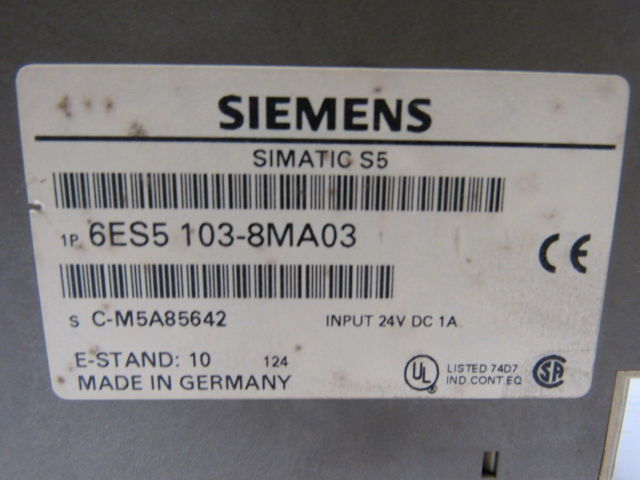 SIEMENS
SIMATIC S5
1P 6ES5 103-8MA03
CE
S C-M5A85642 INPUT 24V DC 1A
E-STAND: 10 124
MADE IN GERMANY
UL LISTED 74D7
IND.CONT.EQ
SA